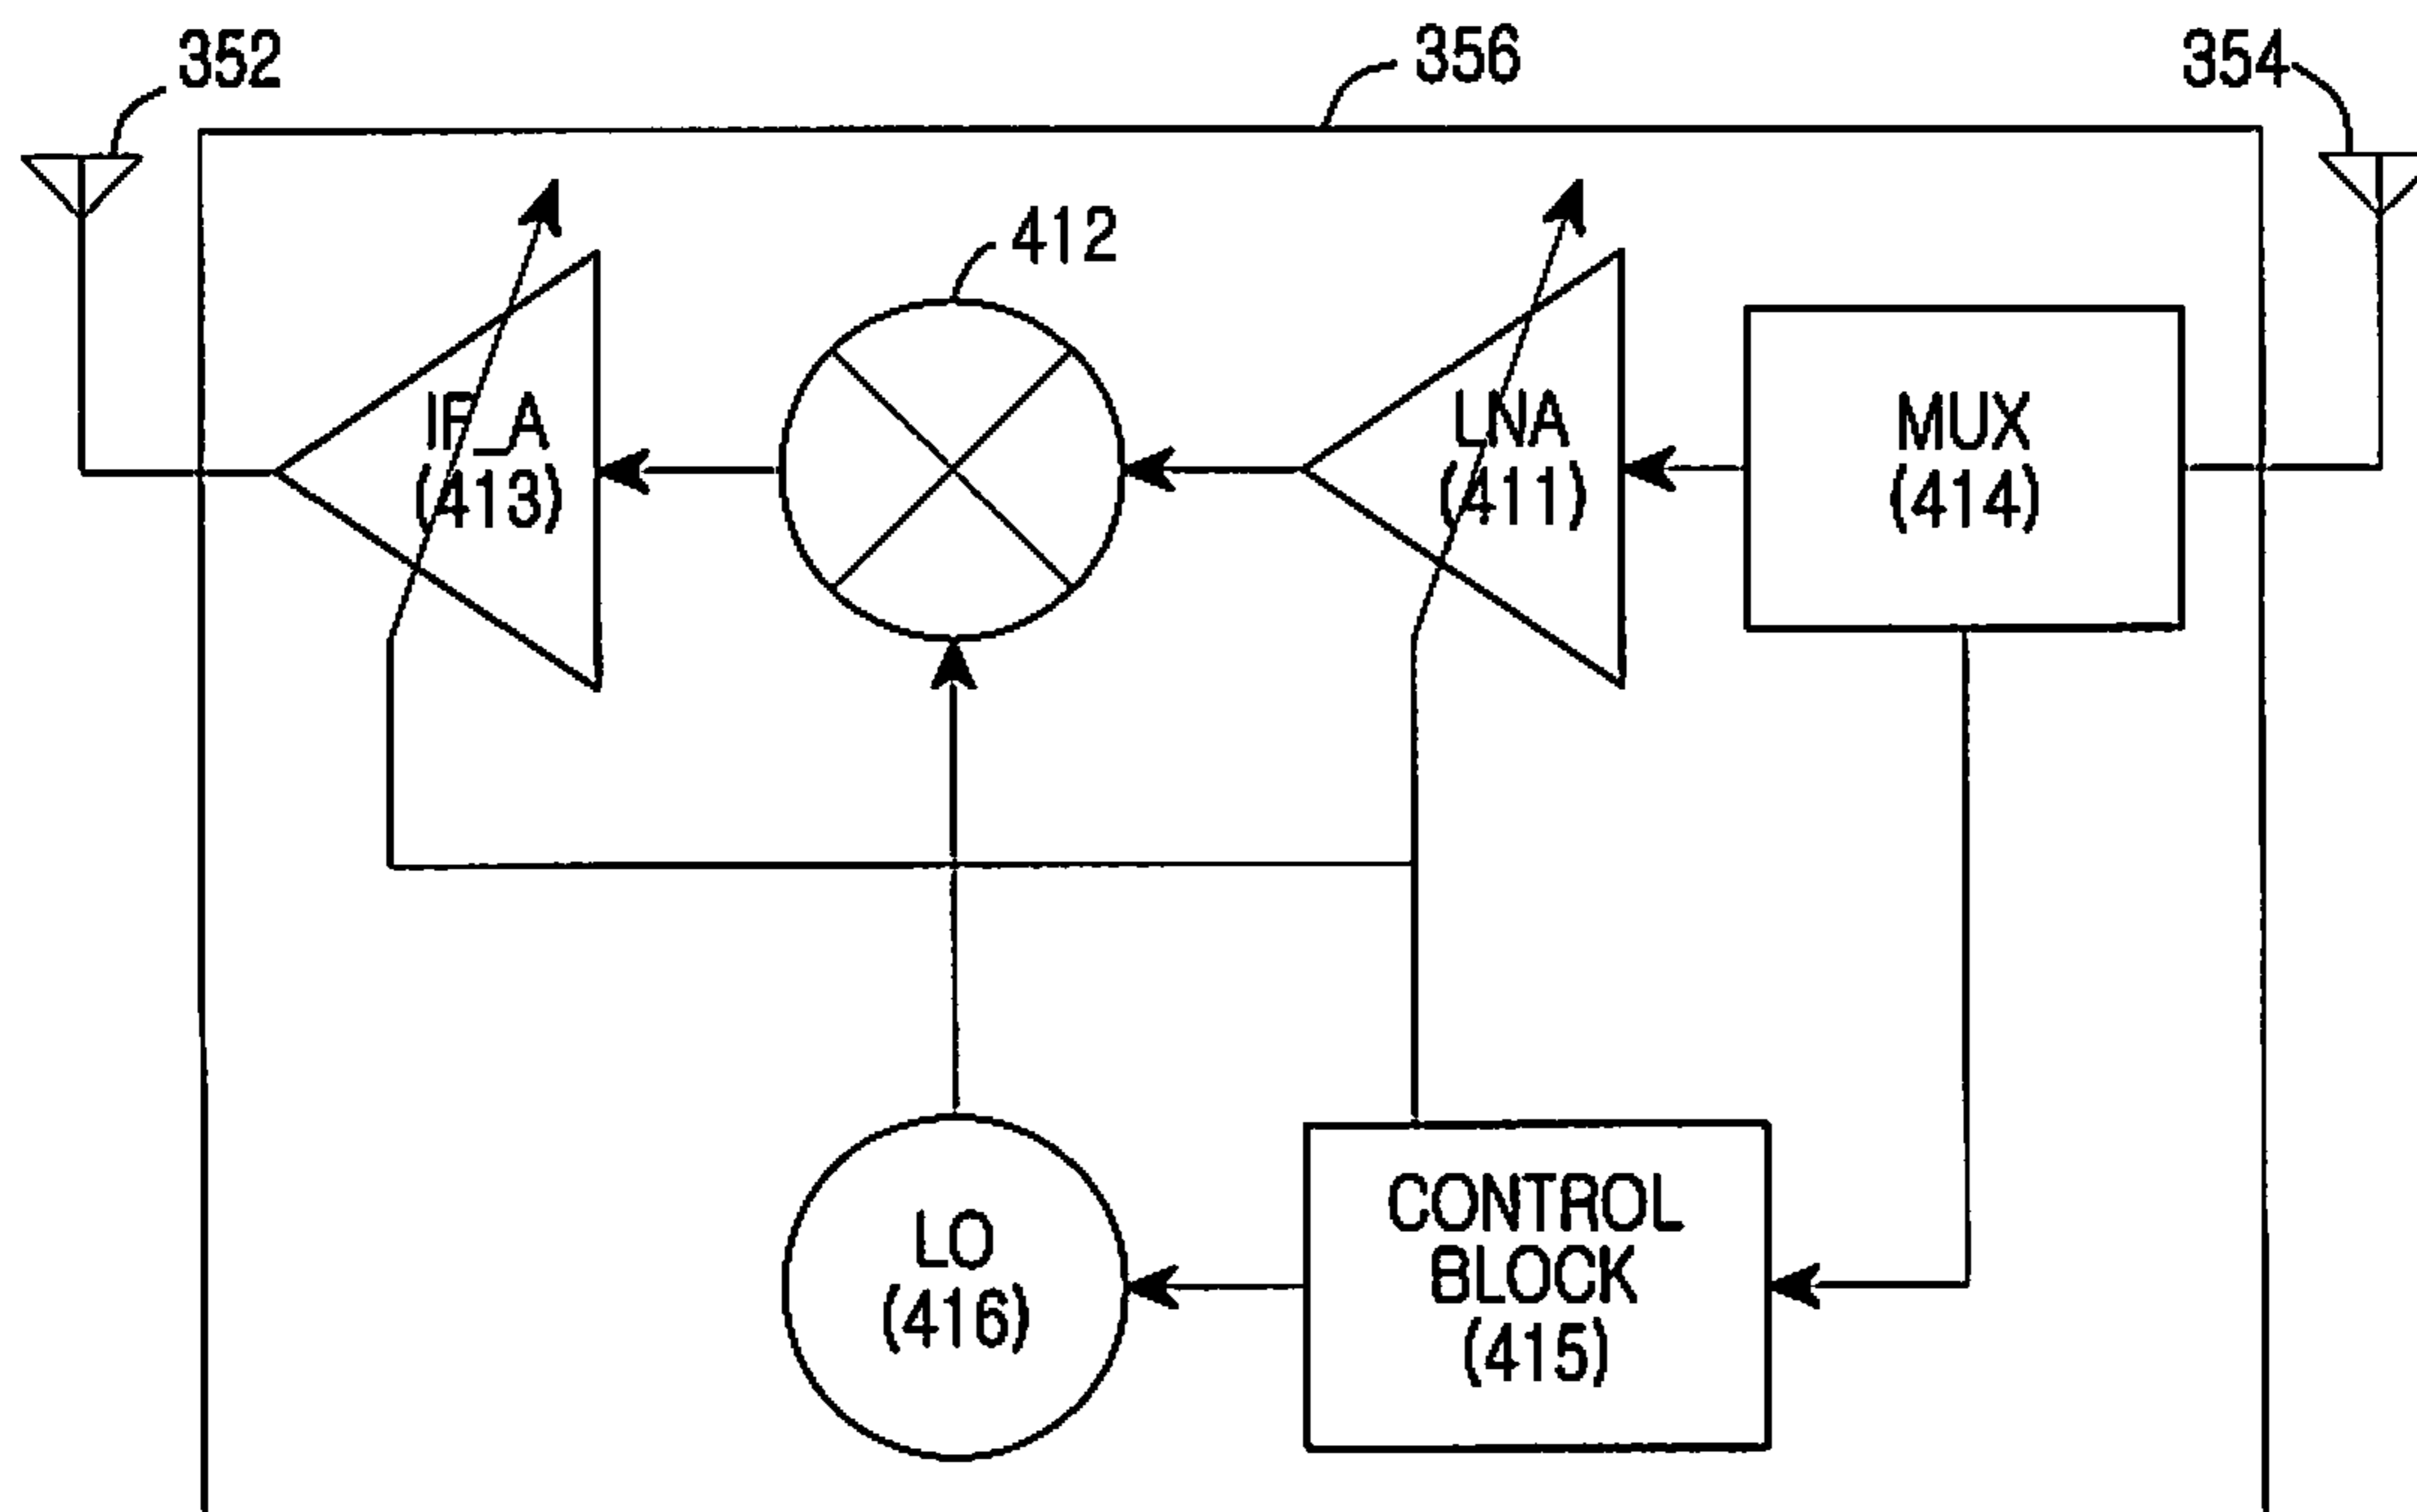 352
356
354
412
IF_A
(413)
LNA
(411)
MUX
(414)
LO
(416)
CONTROL
BLOCK
(415)